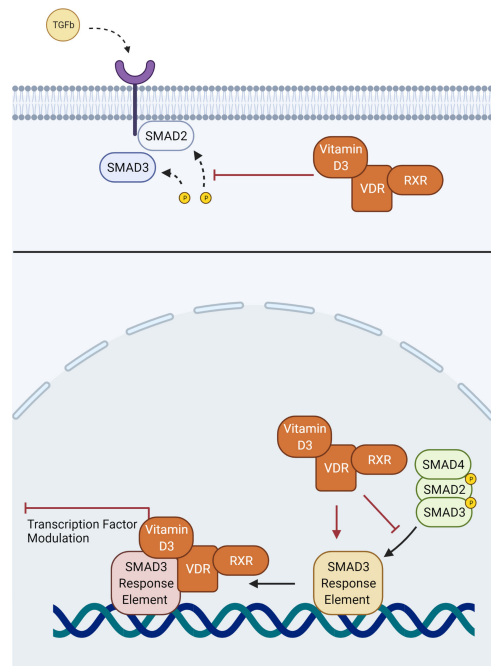 TGFb
SMAD2
SMAD3
P
P
Vitamin
D3
VDR
RXR
Vitamin
D3
VDR
RXR
SMAD4
P
SMAD2
P
SMAD3
Transcription Factor
Modulation
Vitamin
D3
VDR
RXR
SMAD3
Response
Element
SMAD3
Response
Element